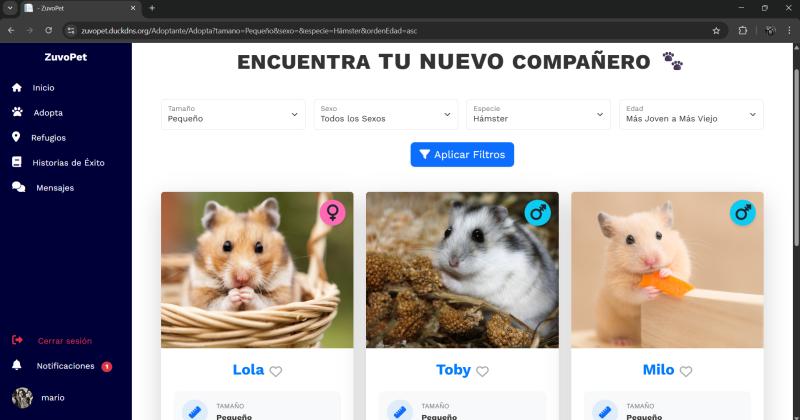 - ZuvoPet
zuvopet.duckdns.org/Adoptante/Adopta?tamano=Pequeño&sexo=&especie=Hámster&ordenEdad=asc
ZuvoPet
Inicio
Adopta
Refugios
Historias de Éxito
Mensajes
Cerrar sesión
Notificaciones 1
mario
ENCUENTRA TU NUEVO COMPAÑERO
Tamaño
Pequeño
Sexo
Todos los Sexos
Especie
Hámster
Edad
Más Joven a Más Viejo
Aplicar Filtros
Lola
Toby
Milo
TAMAÑO
Pequeño
TAMAÑO
Pequeño
TAMAÑO
Pequeño